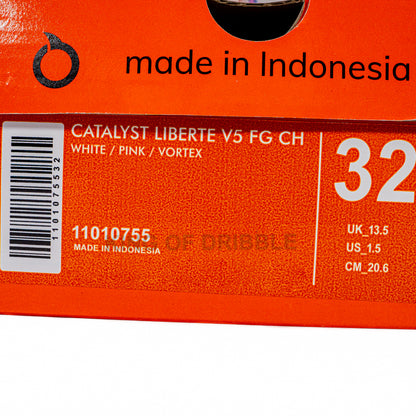 made in Indonesia
CATALYST LIBERTE V5 FG CH
WHITE / PINK / VORTEX
32
1101075532
11010755
OF DRIBBLE
MADE IN INDONESIA
UK_13.5
US_1.5
CM_20.6